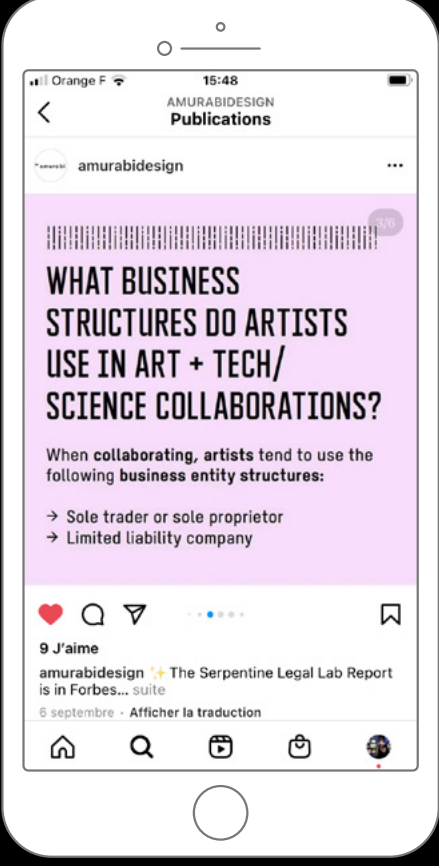 Orange F 15:48
AMURABIDESIGN
Publications
amurabi
amurabidesign
3/6
WHAT BUSINESS
STRUCTURES DO ARTISTS
USE IN ART + TECH/
SCIENCE COLLABORATIONS?
When collaborating, artists tend to use the
following business entity structures:
→ Sole trader or sole proprietor
→ Limited liability company
9 J'aime
amurabidesign ✨ The Serpentine Legal Lab Report
is in Forbes... suite
6 septembre · Afficher la traduction